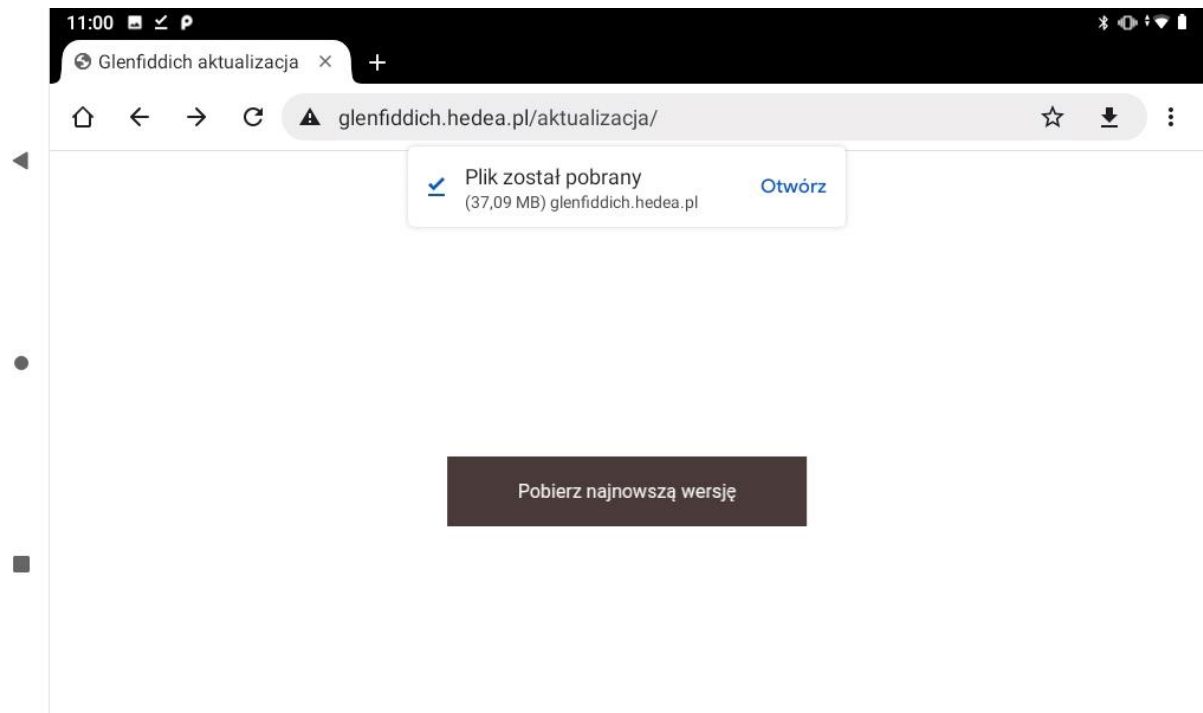 11:00
Glenfiddich aktualizacja
glenfiddich.hedea.pl/aktualizacja/
Plik został pobrany
Otwórz
(37,09 MB) glenfiddich.hedea.pl
Pobierz najnowszą wersję